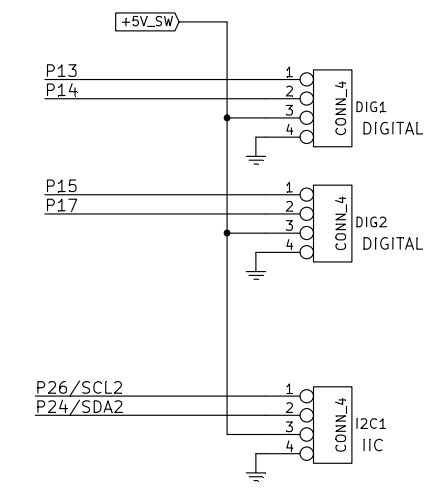 +5V_SW
P13
1
P14
2
3
4
CONN_4
DIG1
DIGITAL
P15
1
P17
2
3
4
CONN_4
DIG2
DIGITAL
P26/SCL2
1
P24/SDA2
2
3
4
CONN_4
I2C1
IIC